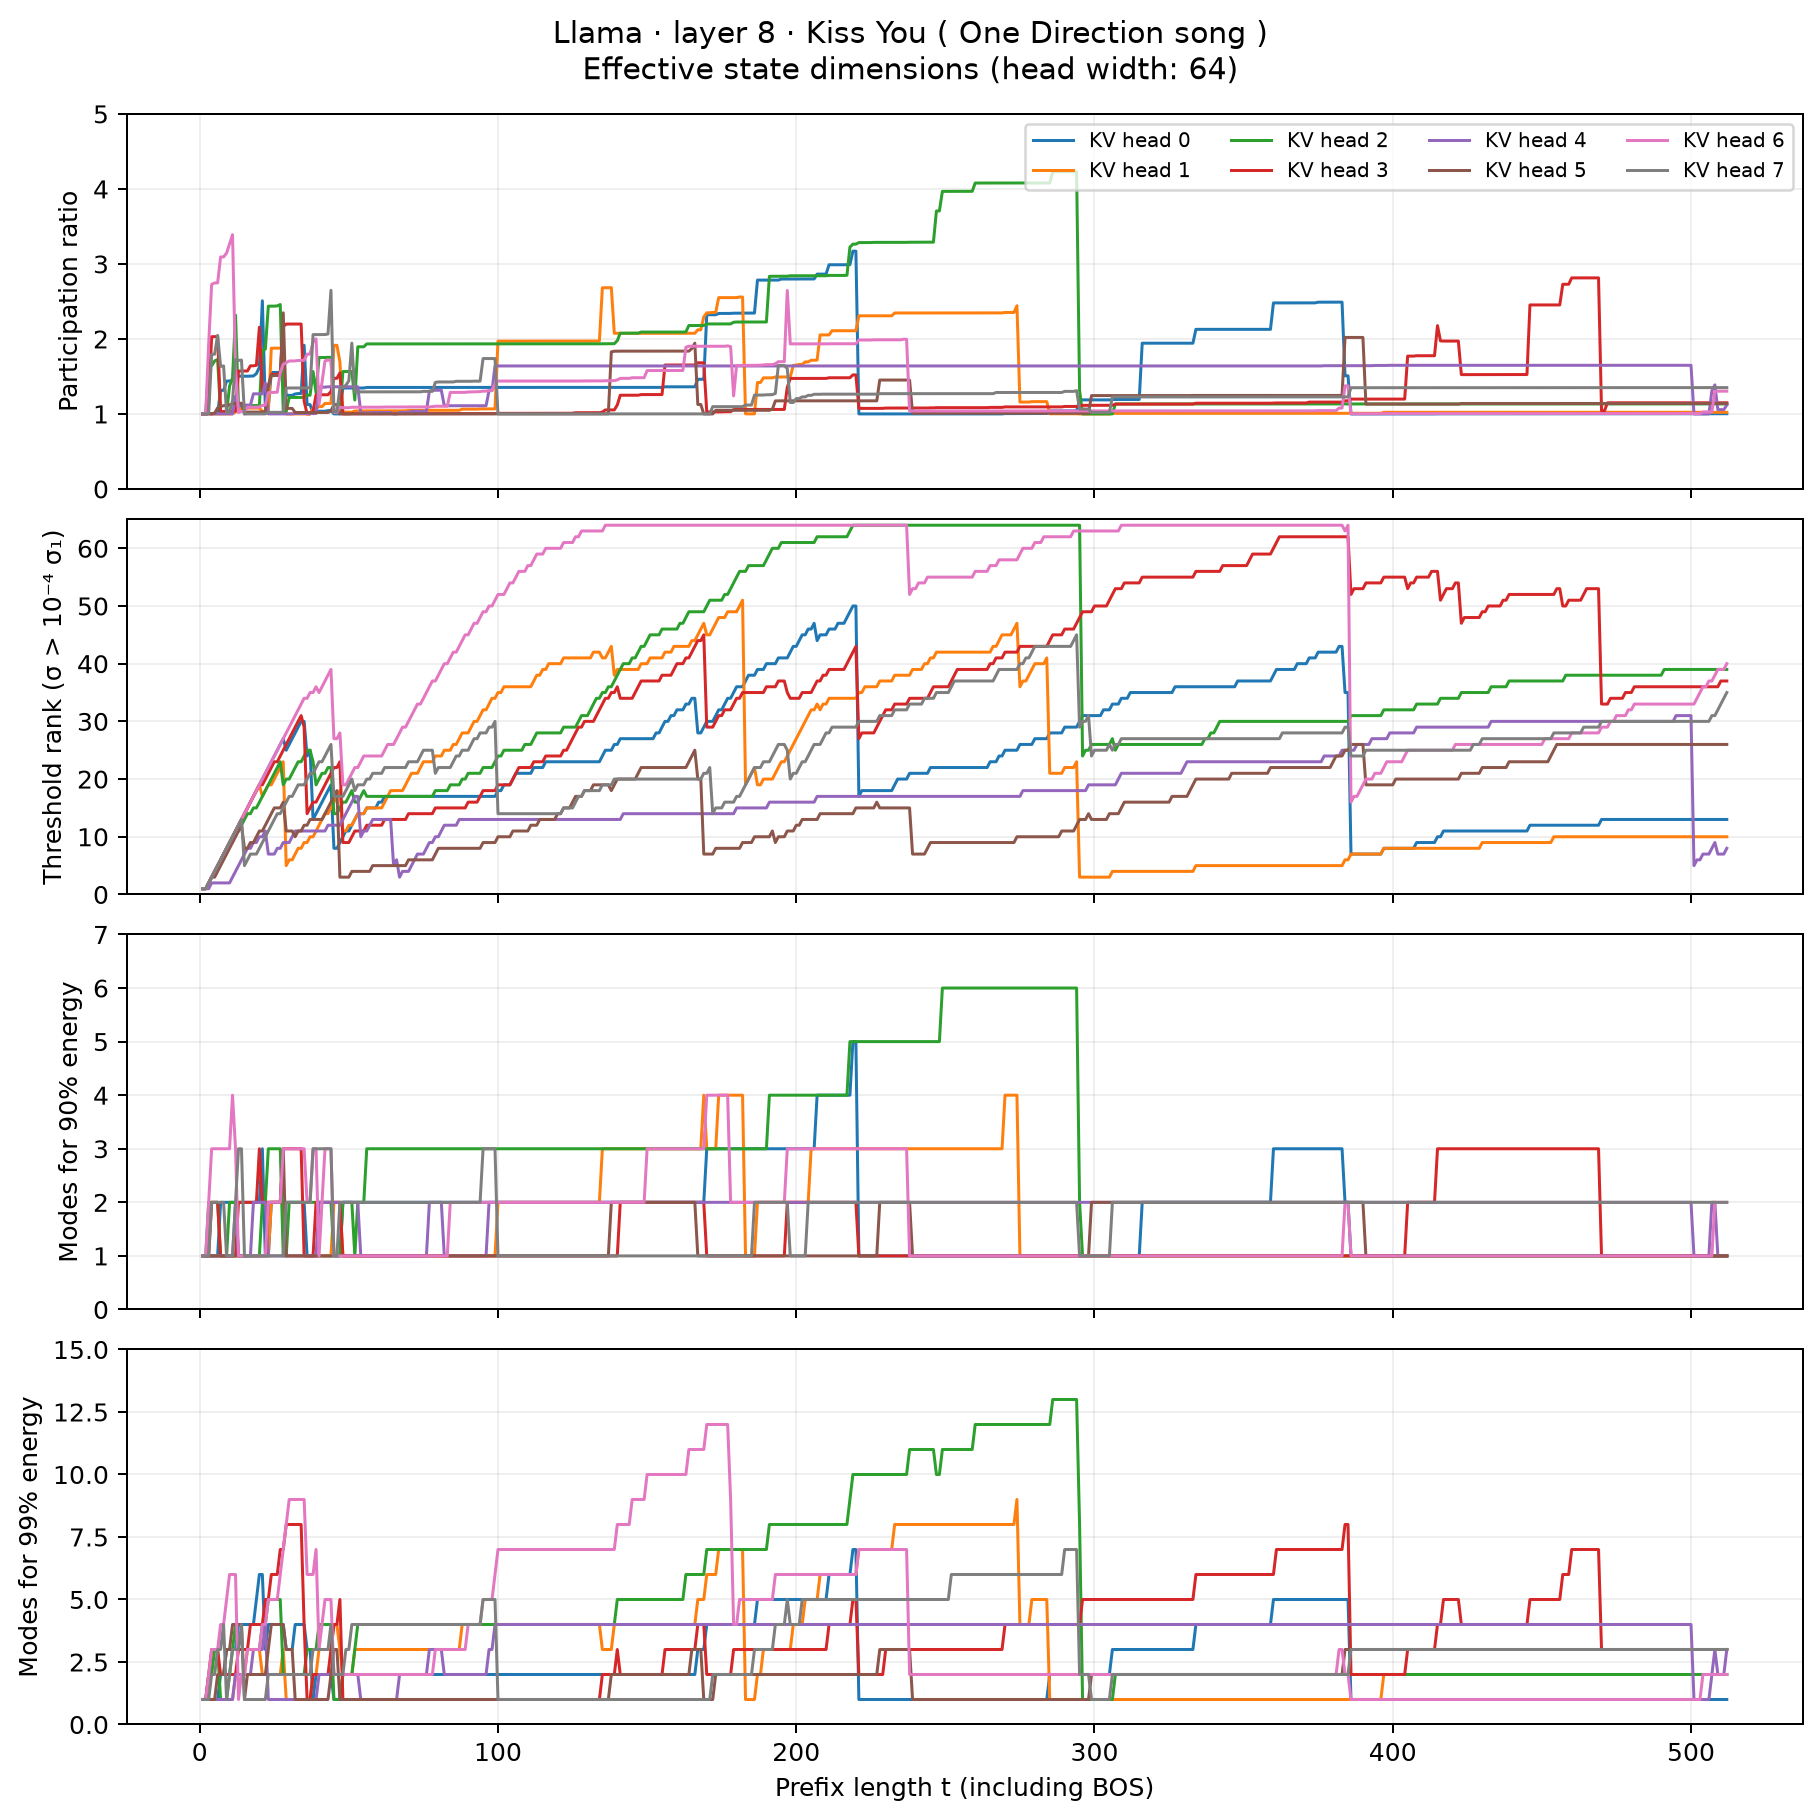 Llama · layer 8 · Kiss You ( One Direction song )
Effective state dimensions (head width: 64)
Participation ratio
5
4
3
2
1
0
KV head 0
KV head 2
KV head 4
KV head 6
KV head 1
KV head 3
KV head 5
KV head 7
Threshold rank (σ > 10⁻⁴ σ₁)
60
50
40
30
20
10
0
Modes for 90% energy
7
6
5
4
3
2
1
0
Modes for 99% energy
15.0
12.5
10.0
7.5
5.0
2.5
0.0
0
100
200
300
400
500
Prefix length t (including BOS)